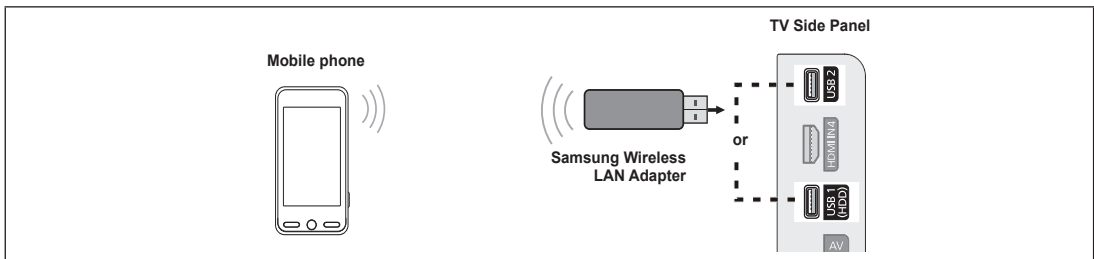 TV Side Panel
Mobile phone
USB 2
or
HDMI IN 4
Samsung Wireless
LAN Adapter
USB 1
(HDD)
AV